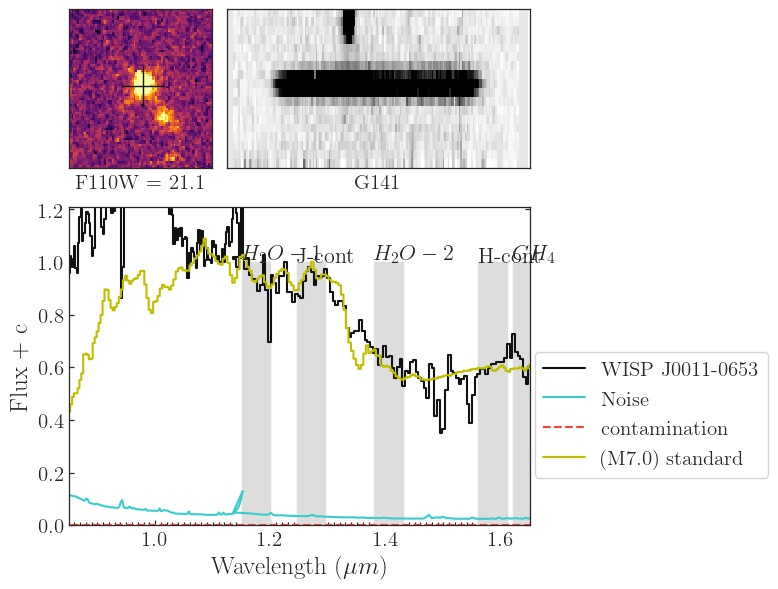 F110W = 21.1
G141
H₂O − 1
J-cont
H₂O − 2
H-cont
CH₄
1.2
1.0
0.8
0.6
0.4
0.2
0.0
Flux + c
1.0
1.2
1.4
1.6
Wavelength (μm)
WISP J0011-0653
Noise
contamination
(M7.0) standard